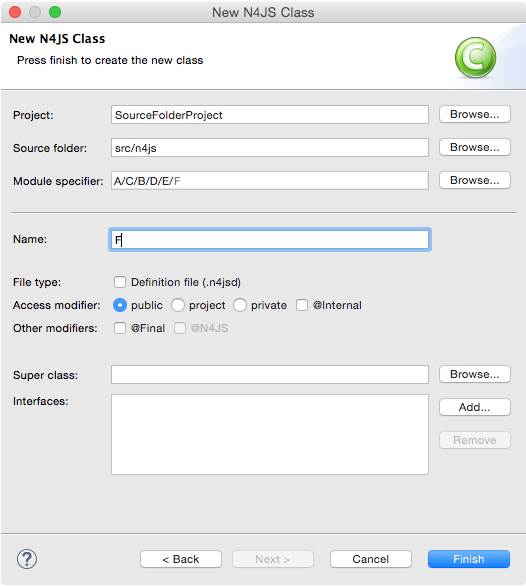 New N4JS Class
New N4JS Class
Press finish to create the new class
C
Project: SourceFolderProject Browse...
Source folder: src/n4js Browse...
Module specifier: A/C/B/D/E/F Browse...
Name: F
File type: Definition file (.n4jsd)
Access modifier: public project private @Internal
Other modifiers: @Final @N4JS
Super class: Browse...
Interfaces: Add...
Remove
? < Back Next > Cancel Finish